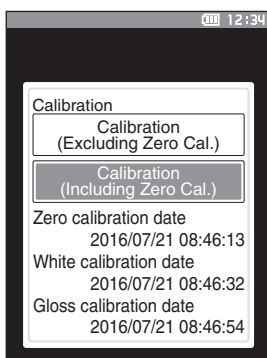 12:34
Calibration
Calibration
(Excluding Zero Cal.)
Calibration
(Including Zero Cal.)
Zero calibration date
2016/07/21 08:46:13
White calibration date
2016/07/21 08:46:32
Gloss calibration date
2016/07/21 08:46:54